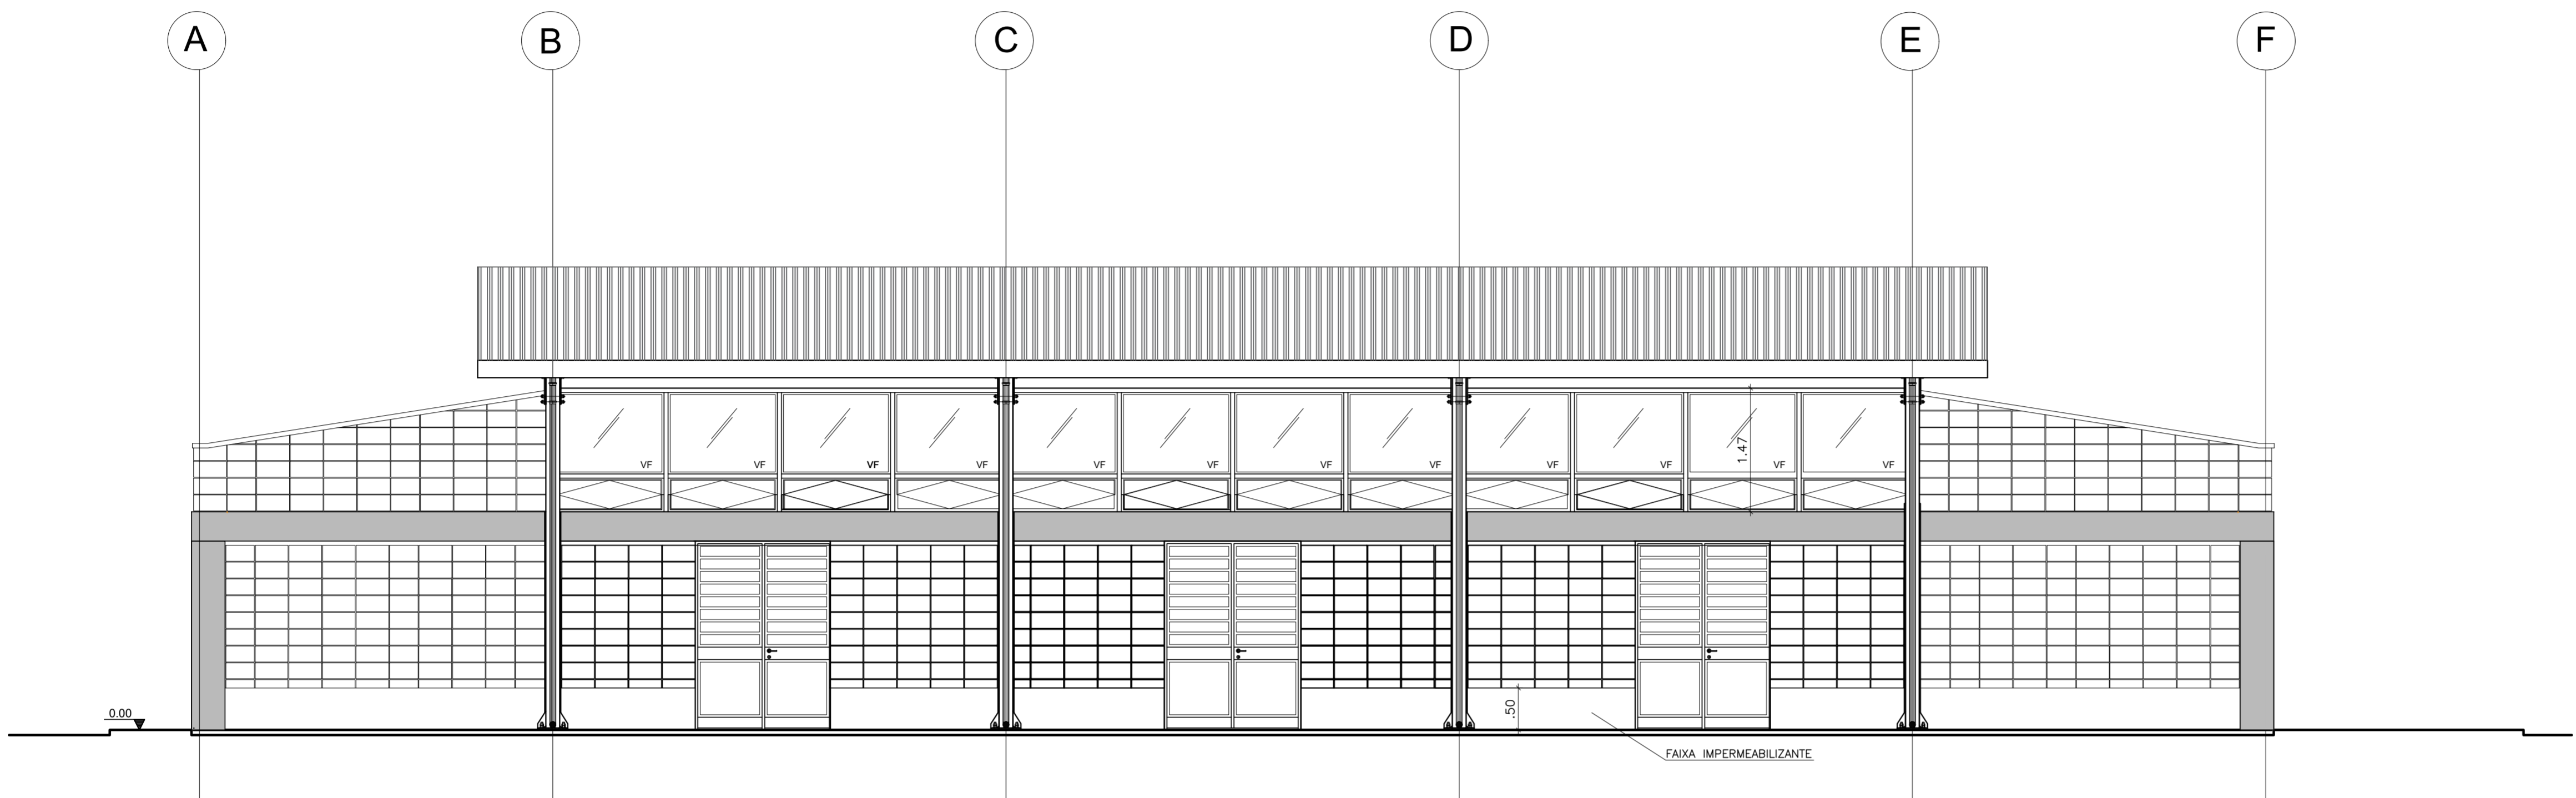 A
B
C
D
E
F
VF
VF
VF
VF
VF
VF
VF
VF
VF
VF
VF
VF
1.47
.50
0.00
FAIXA IMPERMEABILIZANTE